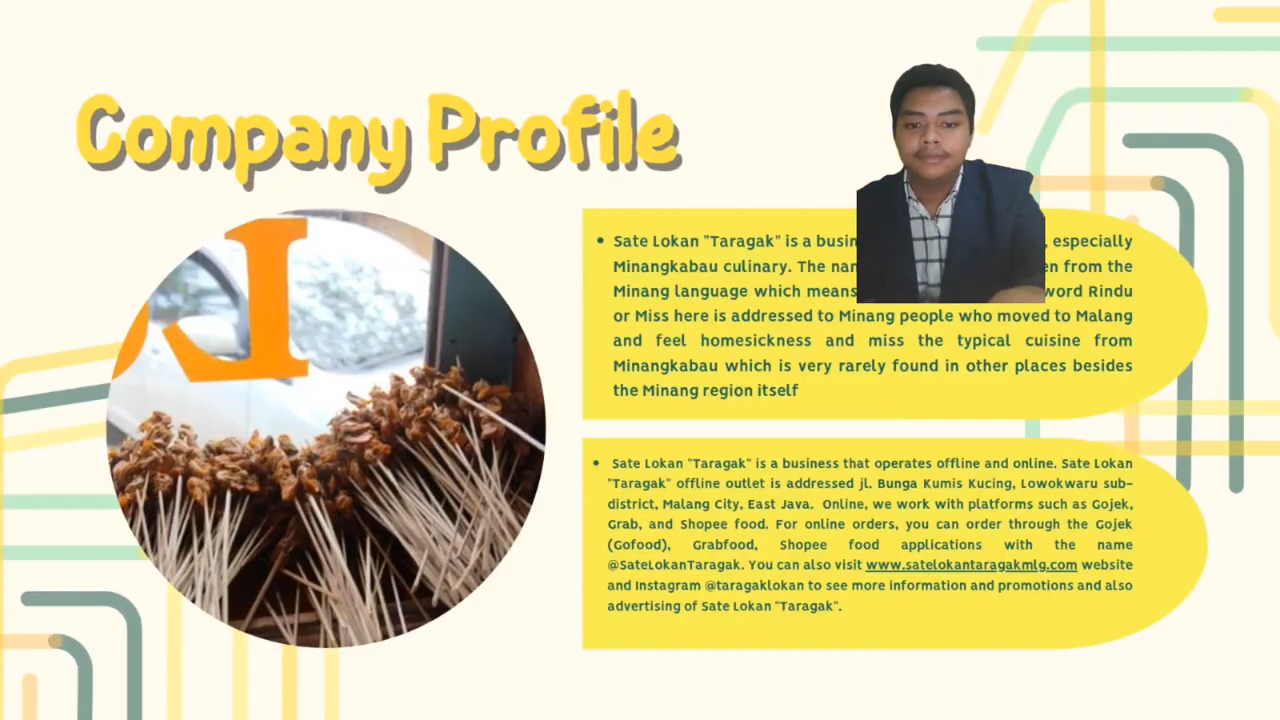 Company Profile
• Sate Lokan "Taragak" is a , especially
Minangkabau culinary. The from the
Minang language which means word Rindu
or Miss here is addressed to Minang people who moved to Malang
and feel homesickness and miss the typical cuisine from
Minangkabau which is very rarely found in other places besides
the Minang region itself
• Sate Lokan "Taragak" is a business that operates offline and online. Sate Lokan
"Taragak" offline outlet is addressed jl. Bunga Kumis Kucing, Lowokwaru sub-
district, Malang City, East Java. Online, we work with platforms such as Gojek,
Grab, and Shopee food. For online orders, you can order through the Gojek
(Gofood), Grabfood, Shopee food applications with the name
@SateLokanTaragak. You can also visit www.satelokantaragakmlg.com website
and Instagram @taragaklokan to see more information and promotions and also
advertising of Sate Lokan "Taragak".